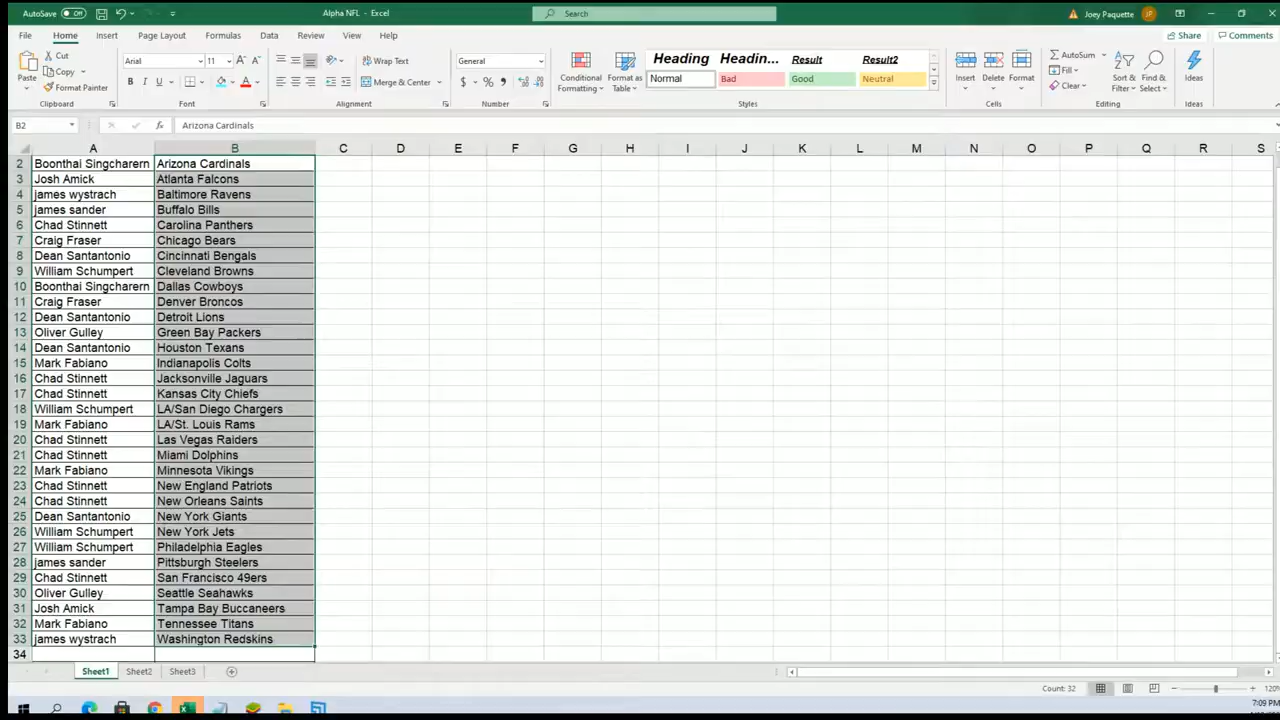 AutoSave Off
Alpha NFL - Excel
Search
Joey Paquette JP
File Home Insert Page Layout Formulas Data Review View Help
Share Comments
Paste
Cut
Copy
Format Painter
Clipboard
Arial 11
B I U
Font
Wrap Text
Merge & Center
Alignment
General
$ % 9
Number
Conditional Formatting
Format as Table
Heading Headin... Result Result2
Normal Bad Good Neutral
Styles
Insert Delete Format
Cells
AutoSum
Fill
Clear
Sort & Filter
Find & Select
Editing
Ideas
Ideas
B2 fx Arizona Cardinals
A B C D E F G H I J K L M N O P Q R S
2 Boonthai Singcharern Arizona Cardinals
3 Josh Amick Atlanta Falcons
4 james wystrach Baltimore Ravens
5 james sander Buffalo Bills
6 Chad Stinnett Carolina Panthers
7 Craig Fraser Chicago Bears
8 Dean Santantonio Cincinnati Bengals
9 William Schumpert Cleveland Browns
10 Boonthai Singcharern Dallas Cowboys
11 Craig Fraser Denver Broncos
12 Dean Santantonio Detroit Lions
13 Oliver Gulley Green Bay Packers
14 Dean Santantonio Houston Texans
15 Mark Fabiano Indianapolis Colts
16 Chad Stinnett Jacksonville Jaguars
17 Chad Stinnett Kansas City Chiefs
18 William Schumpert LA/San Diego Chargers
19 Mark Fabiano LA/St. Louis Rams
20 Chad Stinnett Las Vegas Raiders
21 Chad Stinnett Miami Dolphins
22 Mark Fabiano Minnesota Vikings
23 Chad Stinnett New England Patriots
24 Chad Stinnett New Orleans Saints
25 Dean Santantonio New York Giants
26 William Schumpert New York Jets
27 William Schumpert Philadelphia Eagles
28 james sander Pittsburgh Steelers
29 Chad Stinnett San Francisco 49ers
30 Oliver Gulley Seattle Seahawks
31 Josh Amick Tampa Bay Buccaneers
32 Mark Fabiano Tennessee Titans
33 james wystrach Washington Redskins
34
Sheet1 Sheet2 Sheet3
Count: 32
120%
7:09 PM